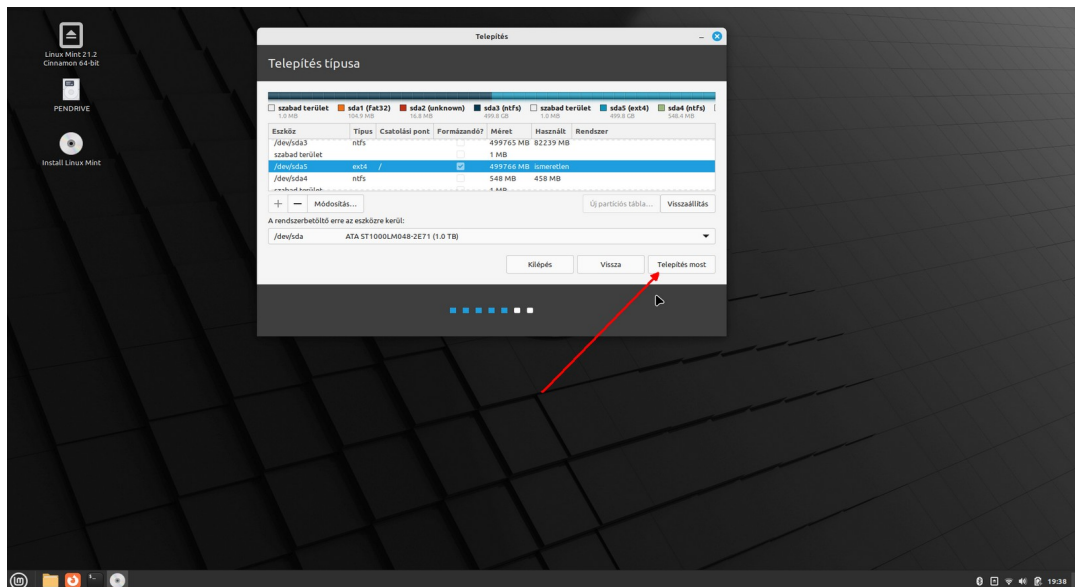 Linux Mint 21.2
Cinnamon 64-bit
PENDRIVE
Install Linux Mint
Telepítés
Telepítés típusa
szabad terület sda1 (fat32) sda2 (unknown) sda3 (ntfs) szabad terület sda5 (ext4) sda4 (ntfs)
1.0 MB 104.9 MB 16.8 MB 499.8 GB 1.0 MB 499.8 GB 548.4 MB
Eszköz Típus Csatolási pont Formázandó? Méret Használt Rendszer
/dev/sda3 ntfs 499765 MB 82239 MB
szabad terület 1 MB
/dev/sda5 ext4 / 499766 MB ismeretlen
/dev/sda4 ntfs 548 MB 458 MB
szabad terület 1 MB
+ − Módosítás... Új partíciós tábla... Visszaállítás
A rendszerbetöltő erre az eszközre kerül:
/dev/sda ATA ST1000LM048-2E71 (1.0 TB)
Kilépés Vissza Telepítés most
19:38